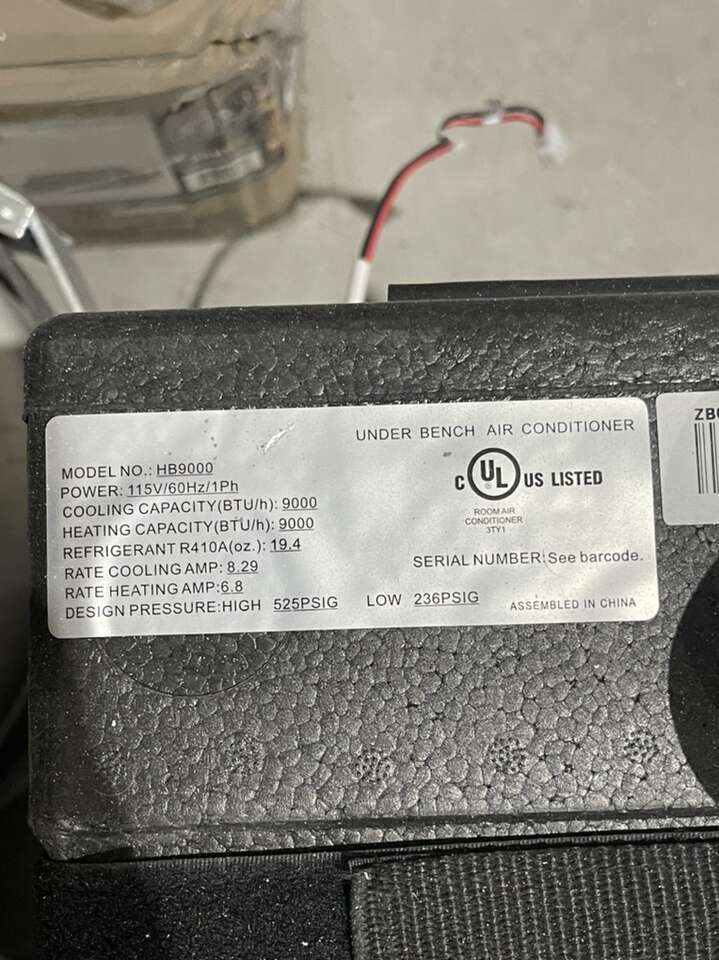 UNDER BENCH AIR CONDITIONER
MODEL NO.: HB9000
POWER: 115V/60Hz/1Ph
COOLING CAPACITY(BTU/h): 9000
HEATING CAPACITY(BTU/h): 9000
REFRIGERANT R410A(oz.): 19.4
RATE COOLING AMP: 8.29
RATE HEATING AMP:6.8
DESIGN PRESSURE:HIGH 525PSIG LOW 236PSIG
C UL US LISTED
ROOM AIR
CONDITIONER
3TY1
SERIAL NUMBER:See barcode.
ASSEMBLED IN CHINA